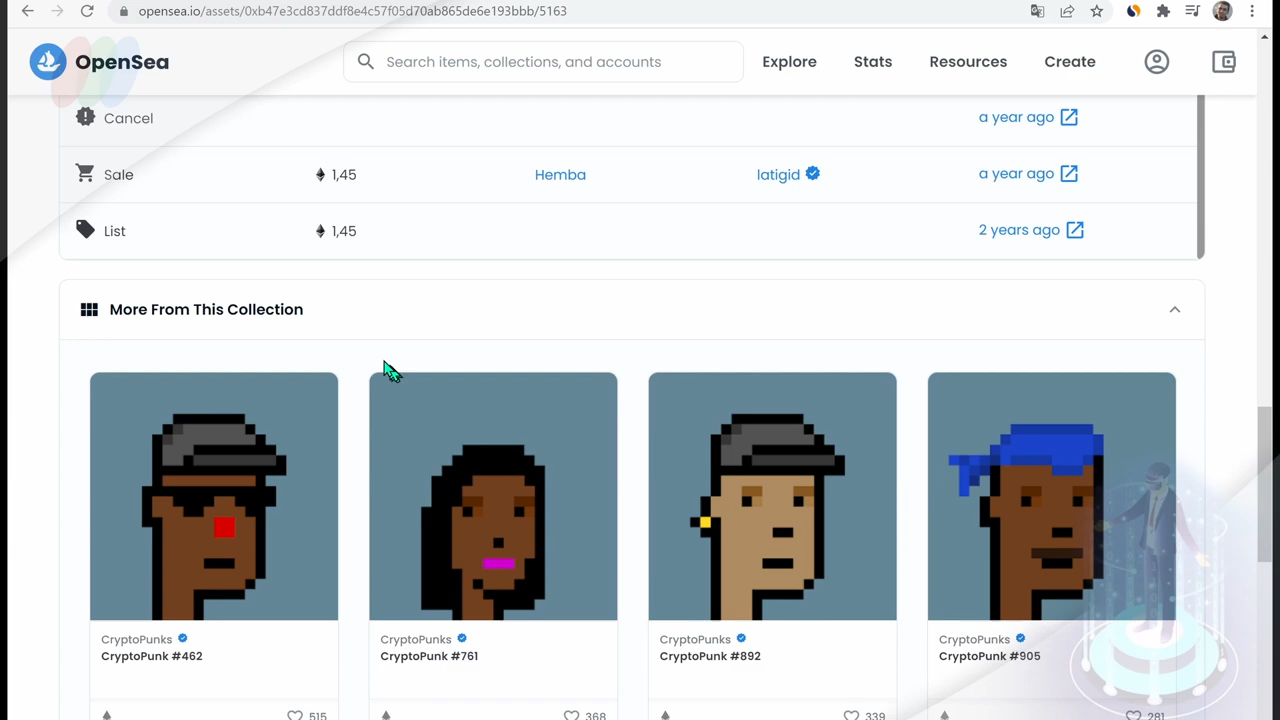 opensea.io/assets/0xb47e3cd837ddf8e4c57f05d70ab865de6e193bbb/5163
OpenSea
Search items, collections, and accounts
Explore
Stats
Resources
Create
Cancel
a year ago
Sale
1,45
Hemba
latigid
a year ago
List
1,45
2 years ago
More From This Collection
CryptoPunks
CryptoPunk #462
515
CryptoPunks
CryptoPunk #761
368
CryptoPunks
CryptoPunk #892
339
CryptoPunks
CryptoPunk #905
281